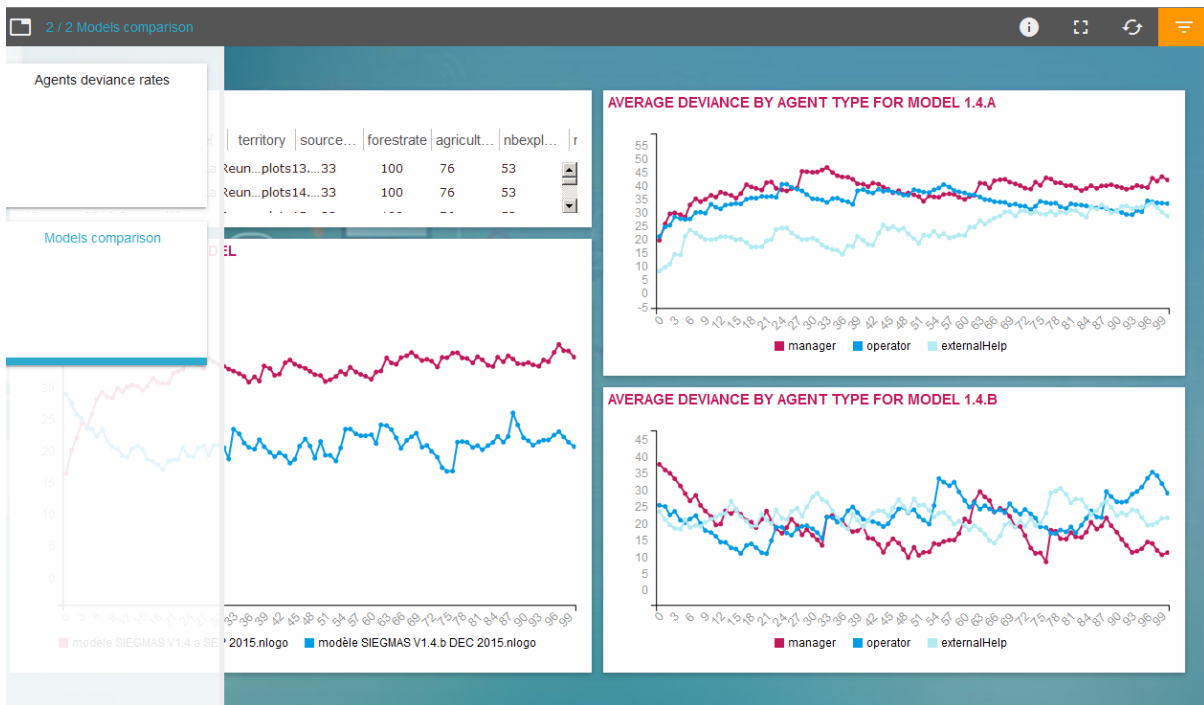 2 / 2 Models comparison
Agents deviance rates
Models comparison
territory source... forestrate agricult... nbexpl... r
Reun...plots13....33 100 76 53
Reun...plots14....33 100 76 53
DEL
30
25
20
15
10
5
0
33 36 39 42 45 48 51 54 57 60 63 66 69 72 75 78 81 84 87 90 93 96 99
modèle SIEGMAS V1.4.a SEP 2015.nlogo modèle SIEGMAS V1.4.b DEC 2015.nlogo
AVERAGE DEVIANCE BY AGENT TYPE FOR MODEL 1.4.A
55
50
45
40
35
30
25
20
15
10
5
0
-5
0 3 6 9 12 15 18 21 24 27 30 33 36 39 42 45 48 51 54 57 60 63 66 69 72 75 78 81 84 87 90 93 96 99
manager operator externalHelp
AVERAGE DEVIANCE BY AGENT TYPE FOR MODEL 1.4.B
45
40
35
30
25
20
15
10
5
0
0 3 6 9 12 15 18 21 24 27 30 33 36 39 42 45 48 51 54 57 60 63 66 69 72 75 78 81 84 87 90 93 96 99
manager operator externalHelp